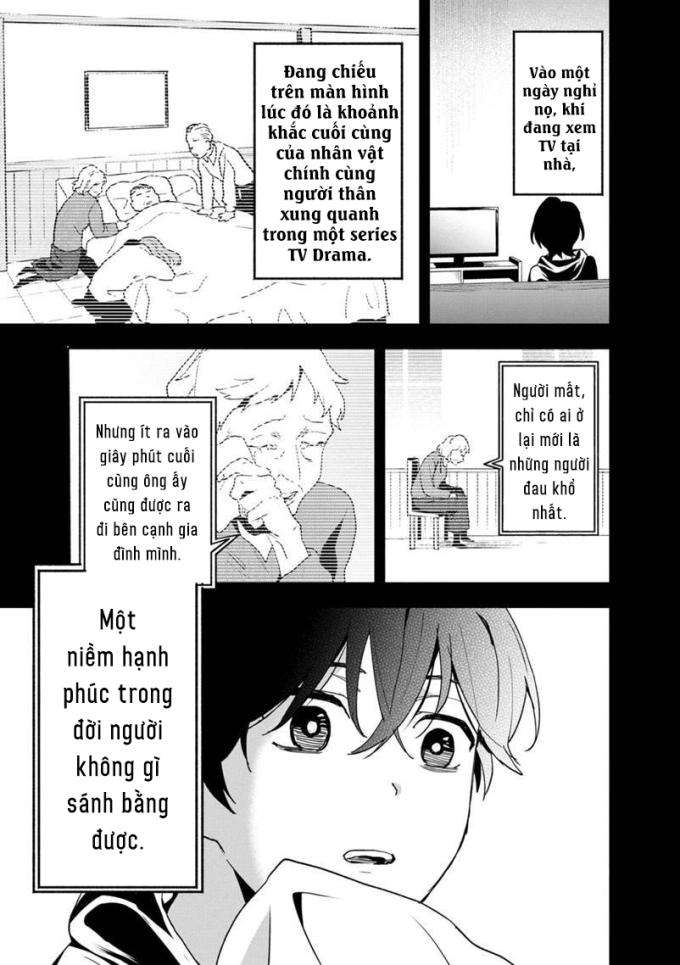 Vào một
ngày nghỉ
nọ, khi
đang xem
TV tại
nhà,
Đang chiếu
trên màn hình
lúc đó là khoảnh
khắc cuối cùng
của nhân vật
chính cùng
người thân
xung quanh
trong một series
TV Drama.
Người mất,
chỉ có ai ở
lại mới là
những người
đau khổ
nhất.
Nhưng ít ra vào
giây phút cuối
cùng ông ấy
cũng được ra
đi bên cạnh gia
đình mình.
Một
niềm hạnh
phúc trong
đời người
không gì
sánh bằng
được.